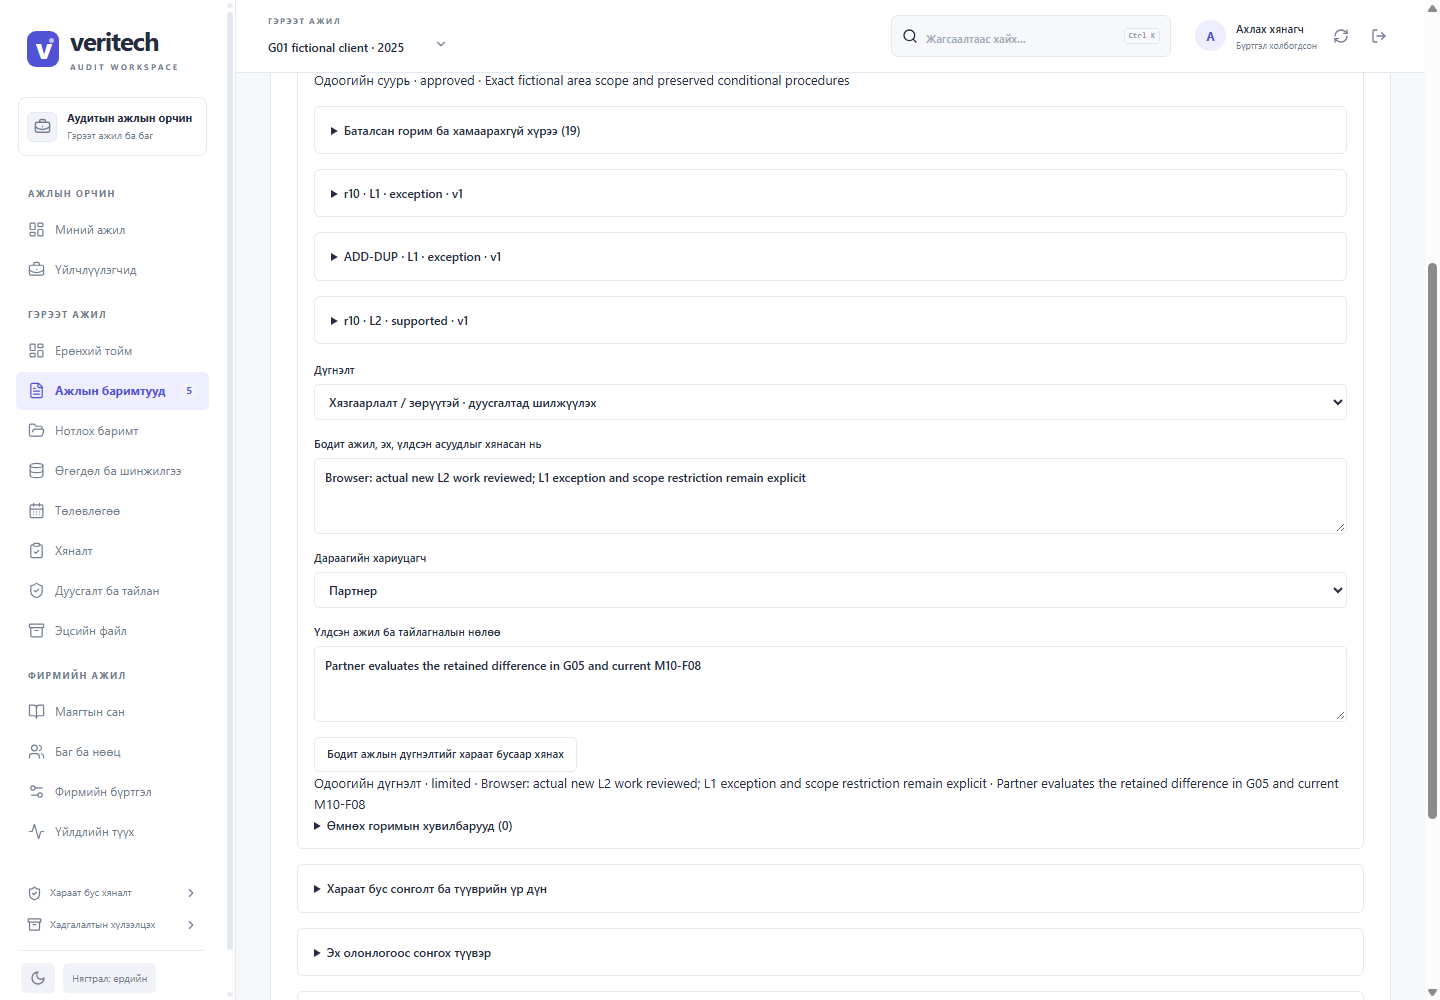 veritech
AUDIT WORKSPACE
Аудитын ажлын орчин
Гэрээт ажил ба баг
АЖЛЫН ОРЧИН
Миний ажил
Үйлчлүүлэгчид
ГЭРЭЭТ АЖИЛ
Ерөнхий тойм
Ажлын баримтууд 5
Нотлох баримт
Өгөгдөл ба шинжилгээ
Төлөвлөгөө
Хяналт
Дуусгалт ба тайлан
Эцсийн файл
ФИРМИЙН АЖИЛ
Маягтын сан
Баг ба нөөц
Фирмийн бүртгэл
Үйлдлийн түүх
Хараат бус хяналт
Хадгалалтын хүлээлцэх
Нягтрал: ердийн
ГЭРЭЭТ АЖИЛ
G01 fictional client · 2025
Жагсаалтаас хайх... Ctrl K
A
Ахлах хянагч
Бүртгэл холбогдсон
Одоогийн суурь · approved · Exact fictional area scope and preserved conditional procedures
Баталсан горим ба хамаарахгүй хүрээ (19)
r10 · L1 · exception · v1
ADD-DUP · L1 · exception · v1
r10 · L2 · supported · v1
Дүгнэлт
Хязгаарлалт / зөрүүтэй · дуусгалтад шилжүүлэх
Бодит ажил, эх, үлдсэн асуудлыг хянасан нь
Browser: actual new L2 work reviewed; L1 exception and scope restriction remain explicit
Дараагийн хариуцагч
Партнер
Үлдсэн ажил ба тайлагналын нөлөө
Partner evaluates the retained difference in G05 and current M10-F08
Бодит ажлын дүгнэлтийг хараат бусаар хянах
Одоогийн дүгнэлт · limited · Browser: actual new L2 work reviewed; L1 exception and scope restriction remain explicit · Partner evaluates the retained difference in G05 and current
M10-F08
Өмнөх горимын хувилбарууд (0)
Хараат бус сонголт ба түүврийн үр дүн
Эх олонлогоос сонгох түүвэр